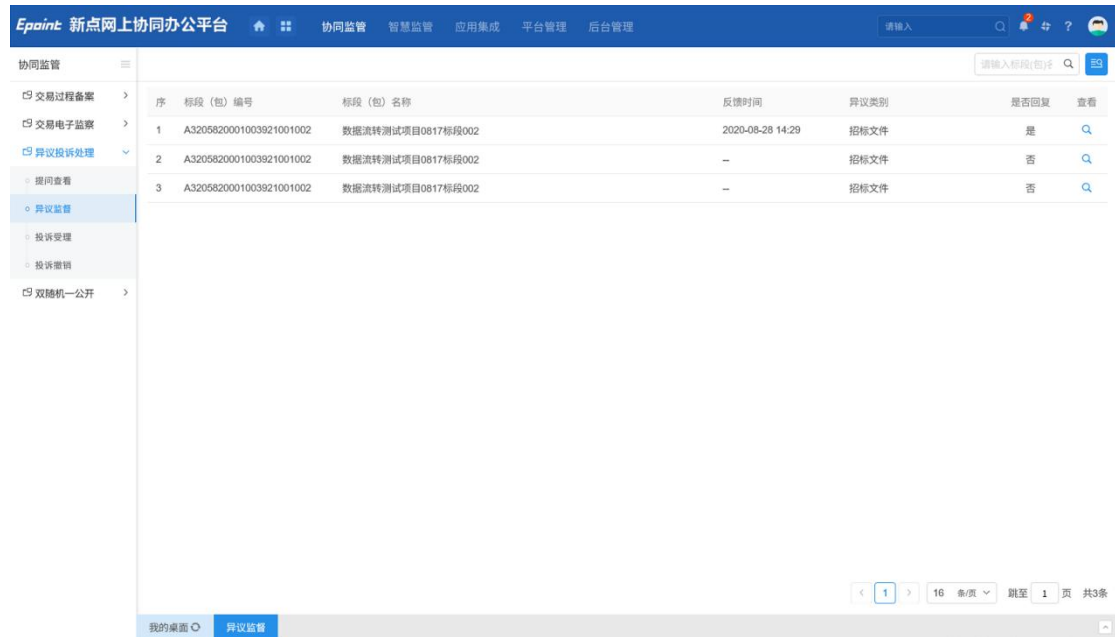 Epoint 新点网上协同办公平台 协同监管 智慧监管 应用集成 平台管理 后台管理 请输入 2 ?
协同监管 请输入标段(包)名
交易过程备案
交易电子监察
异议投诉处理
提问查看
异议监督
投诉受理
投诉撤销
双随机一公开
序 标段（包）编号 标段（包）名称 反馈时间 异议类别 是否回复 查看
1 A3205820001003921001002 数据流转测试项目0817标段002 2020-08-28 14:29 招标文件 是
2 A3205820001003921001002 数据流转测试项目0817标段002 -- 招标文件 否
3 A3205820001003921001002 数据流转测试项目0817标段002 -- 招标文件 否
1 16 条/页 跳至 1 页 共3条
我的桌面 异议监督